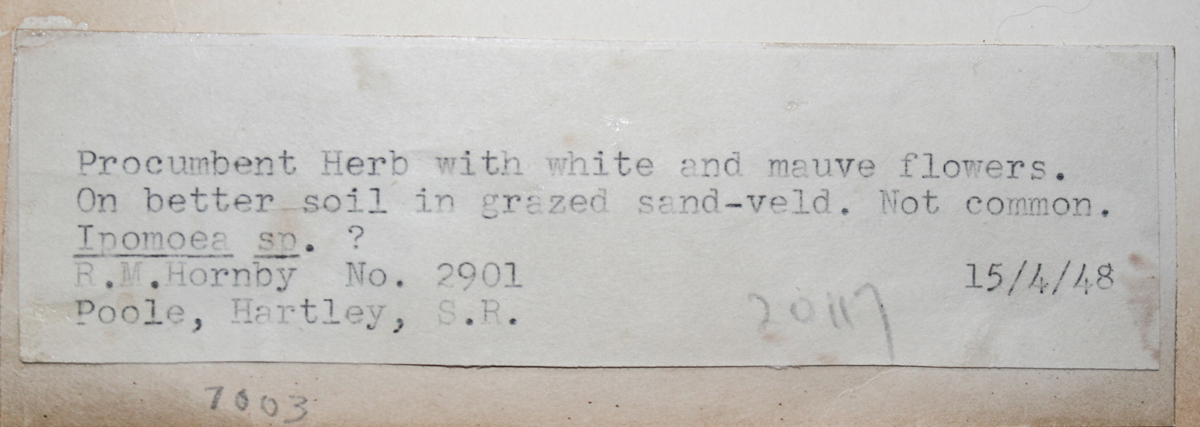 Procumbent Herb with white and mauve flowers.
On better soil in grazed sand-veld. Not common.
Ipomoea sp. ?
R.M.Hornby No. 2901 15/4/48
Poole, Hartley, S.R.
20117
7003